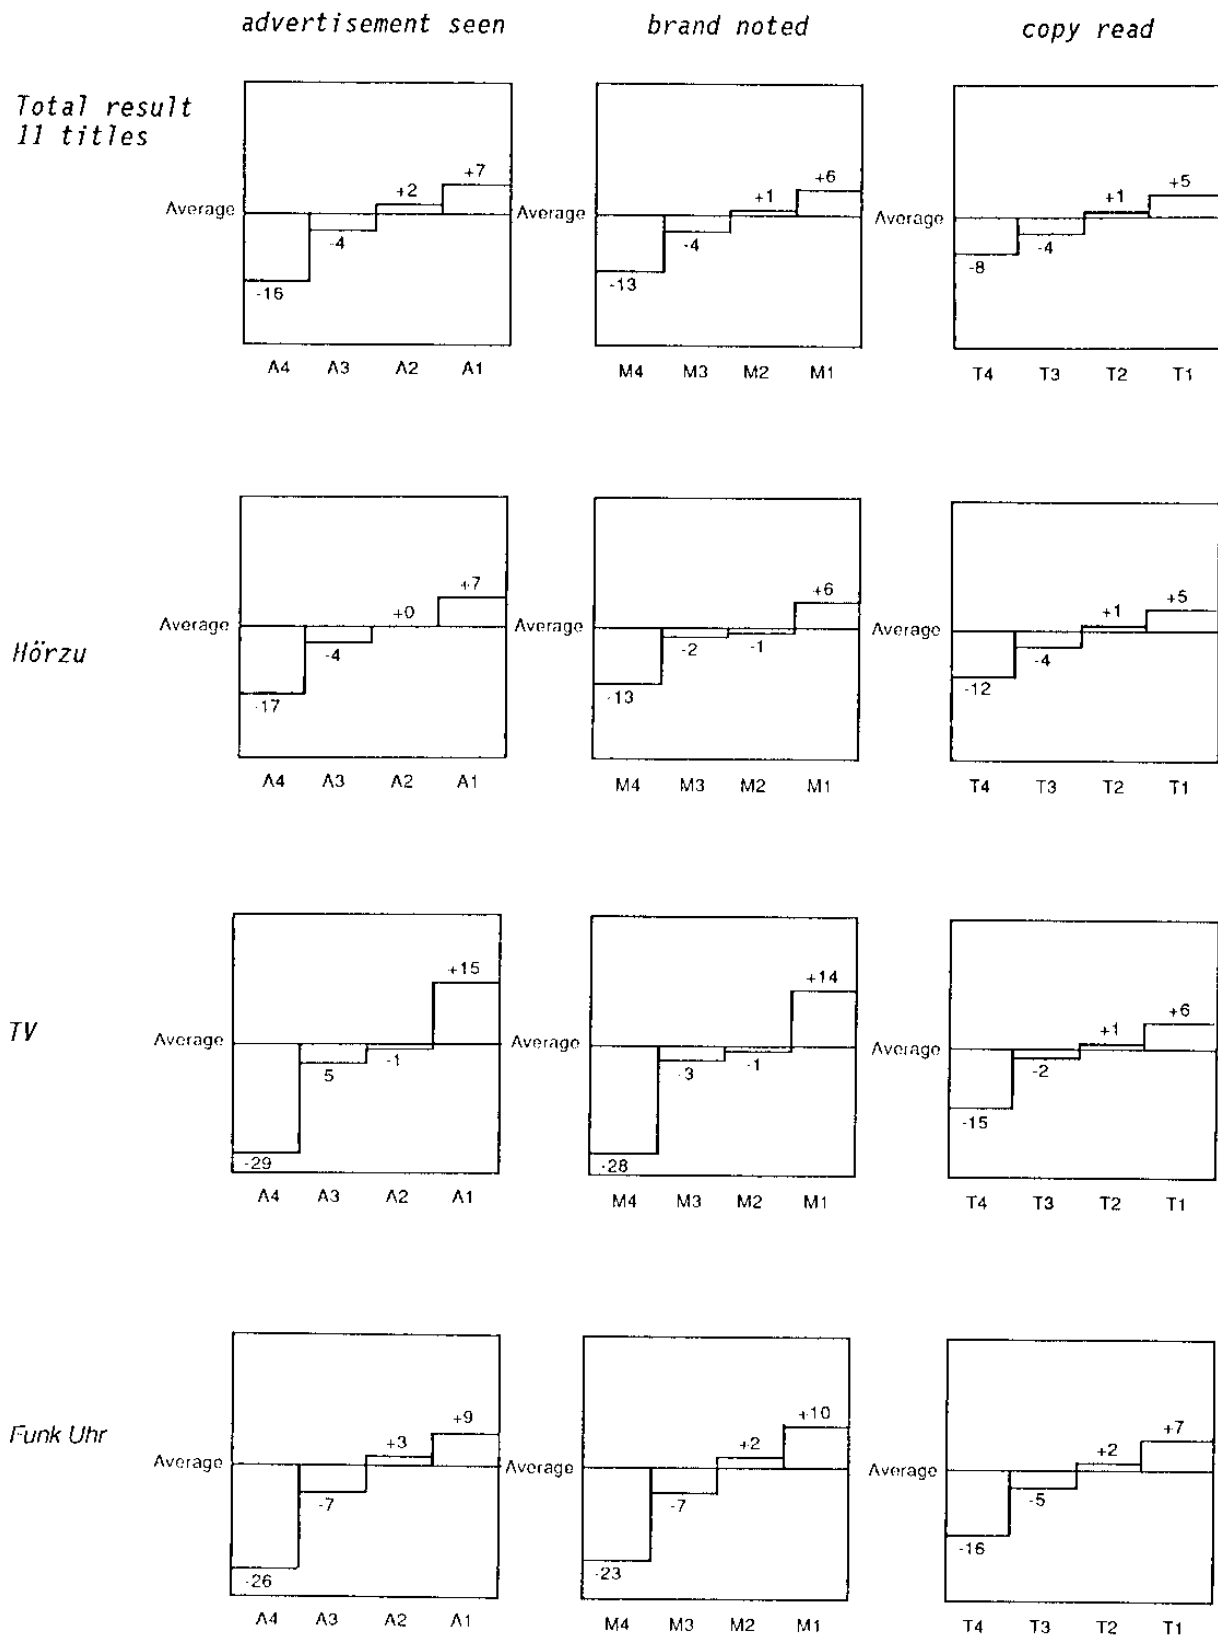 advertisement seen
brand noted
copy read
Total result
11 titles
+7
+6
+5
+2
+1
+1
Average
Average
Average
-4
-4
-4
-16
-13
-8
A4 A3 A2 A1
M4 M3 M2 M1
T4 T3 T2 T1
Hörzu
+7
+6
+5
+0
+1
Average
Average
Average
-4
-2
-1
-4
-17
-13
-12
A4 A3 A2 A1
M4 M3 M2 M1
T4 T3 T2 T1
TV
+15
+14
+6
+1
Average
Average
Average
5
-1
-3
-1
-2
-29
-28
-15
A4 A3 A2 A1
M4 M3 M2 M1
T4 T3 T2 T1
Funk Uhr
+9
+10
+7
+3
+2
+2
Average
Average
Average
-7
-7
-5
-26
-23
-16
A4 A3 A2 A1
M4 M3 M2 M1
T4 T3 T2 T1